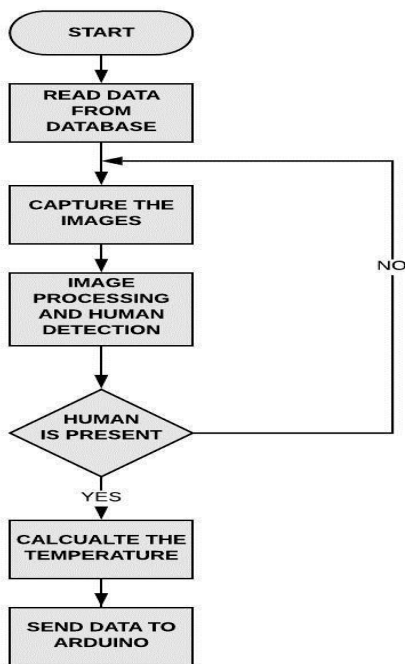 START
READ DATA
FROM
DATABASE
CAPTURE THE
IMAGES
IMAGE
PROCESSING
AND HUMAN
DETECTION
NO
HUMAN
IS PRESENT
YES
CALCUALTE THE
TEMPERATURE
SEND DATA TO
ARDUINO